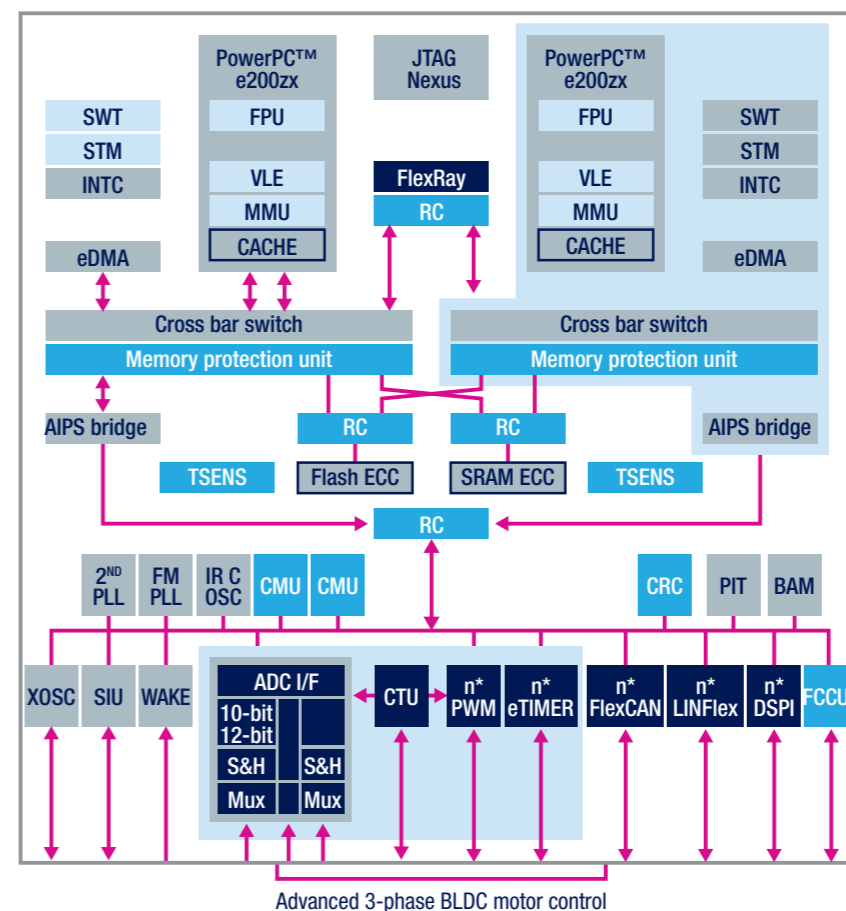 PowerPC™
e200zx
FPU
VLE
MMU
CACHE
JTAG
Nexus
PowerPC™
e200zx
FPU
VLE
MMU
CACHE
SWT
STM
INTC
eDMA
FlexRay
RC
SWT
STM
INTC
eDMA
Cross bar switch
Memory protection unit
Cross bar switch
Memory protection unit
AIPS bridge
RC
RC
AIPS bridge
TSENS
Flash ECC
SRAM ECC
TSENS
RC
2ND
PLL
FM
PLL
IR C
OSC
CMU
CMU
CRC
PIT
BAM
XOSC
SIU
WAKE
ADC I/F
10-bit
12-bit
S&H
S&H
Mux
Mux
CTU
n*
PWM
n*
eTIMER
n*
FlexCAN
n*
LINFlex
n*
DSPI
FCCU
Advanced 3-phase BLDC motor control